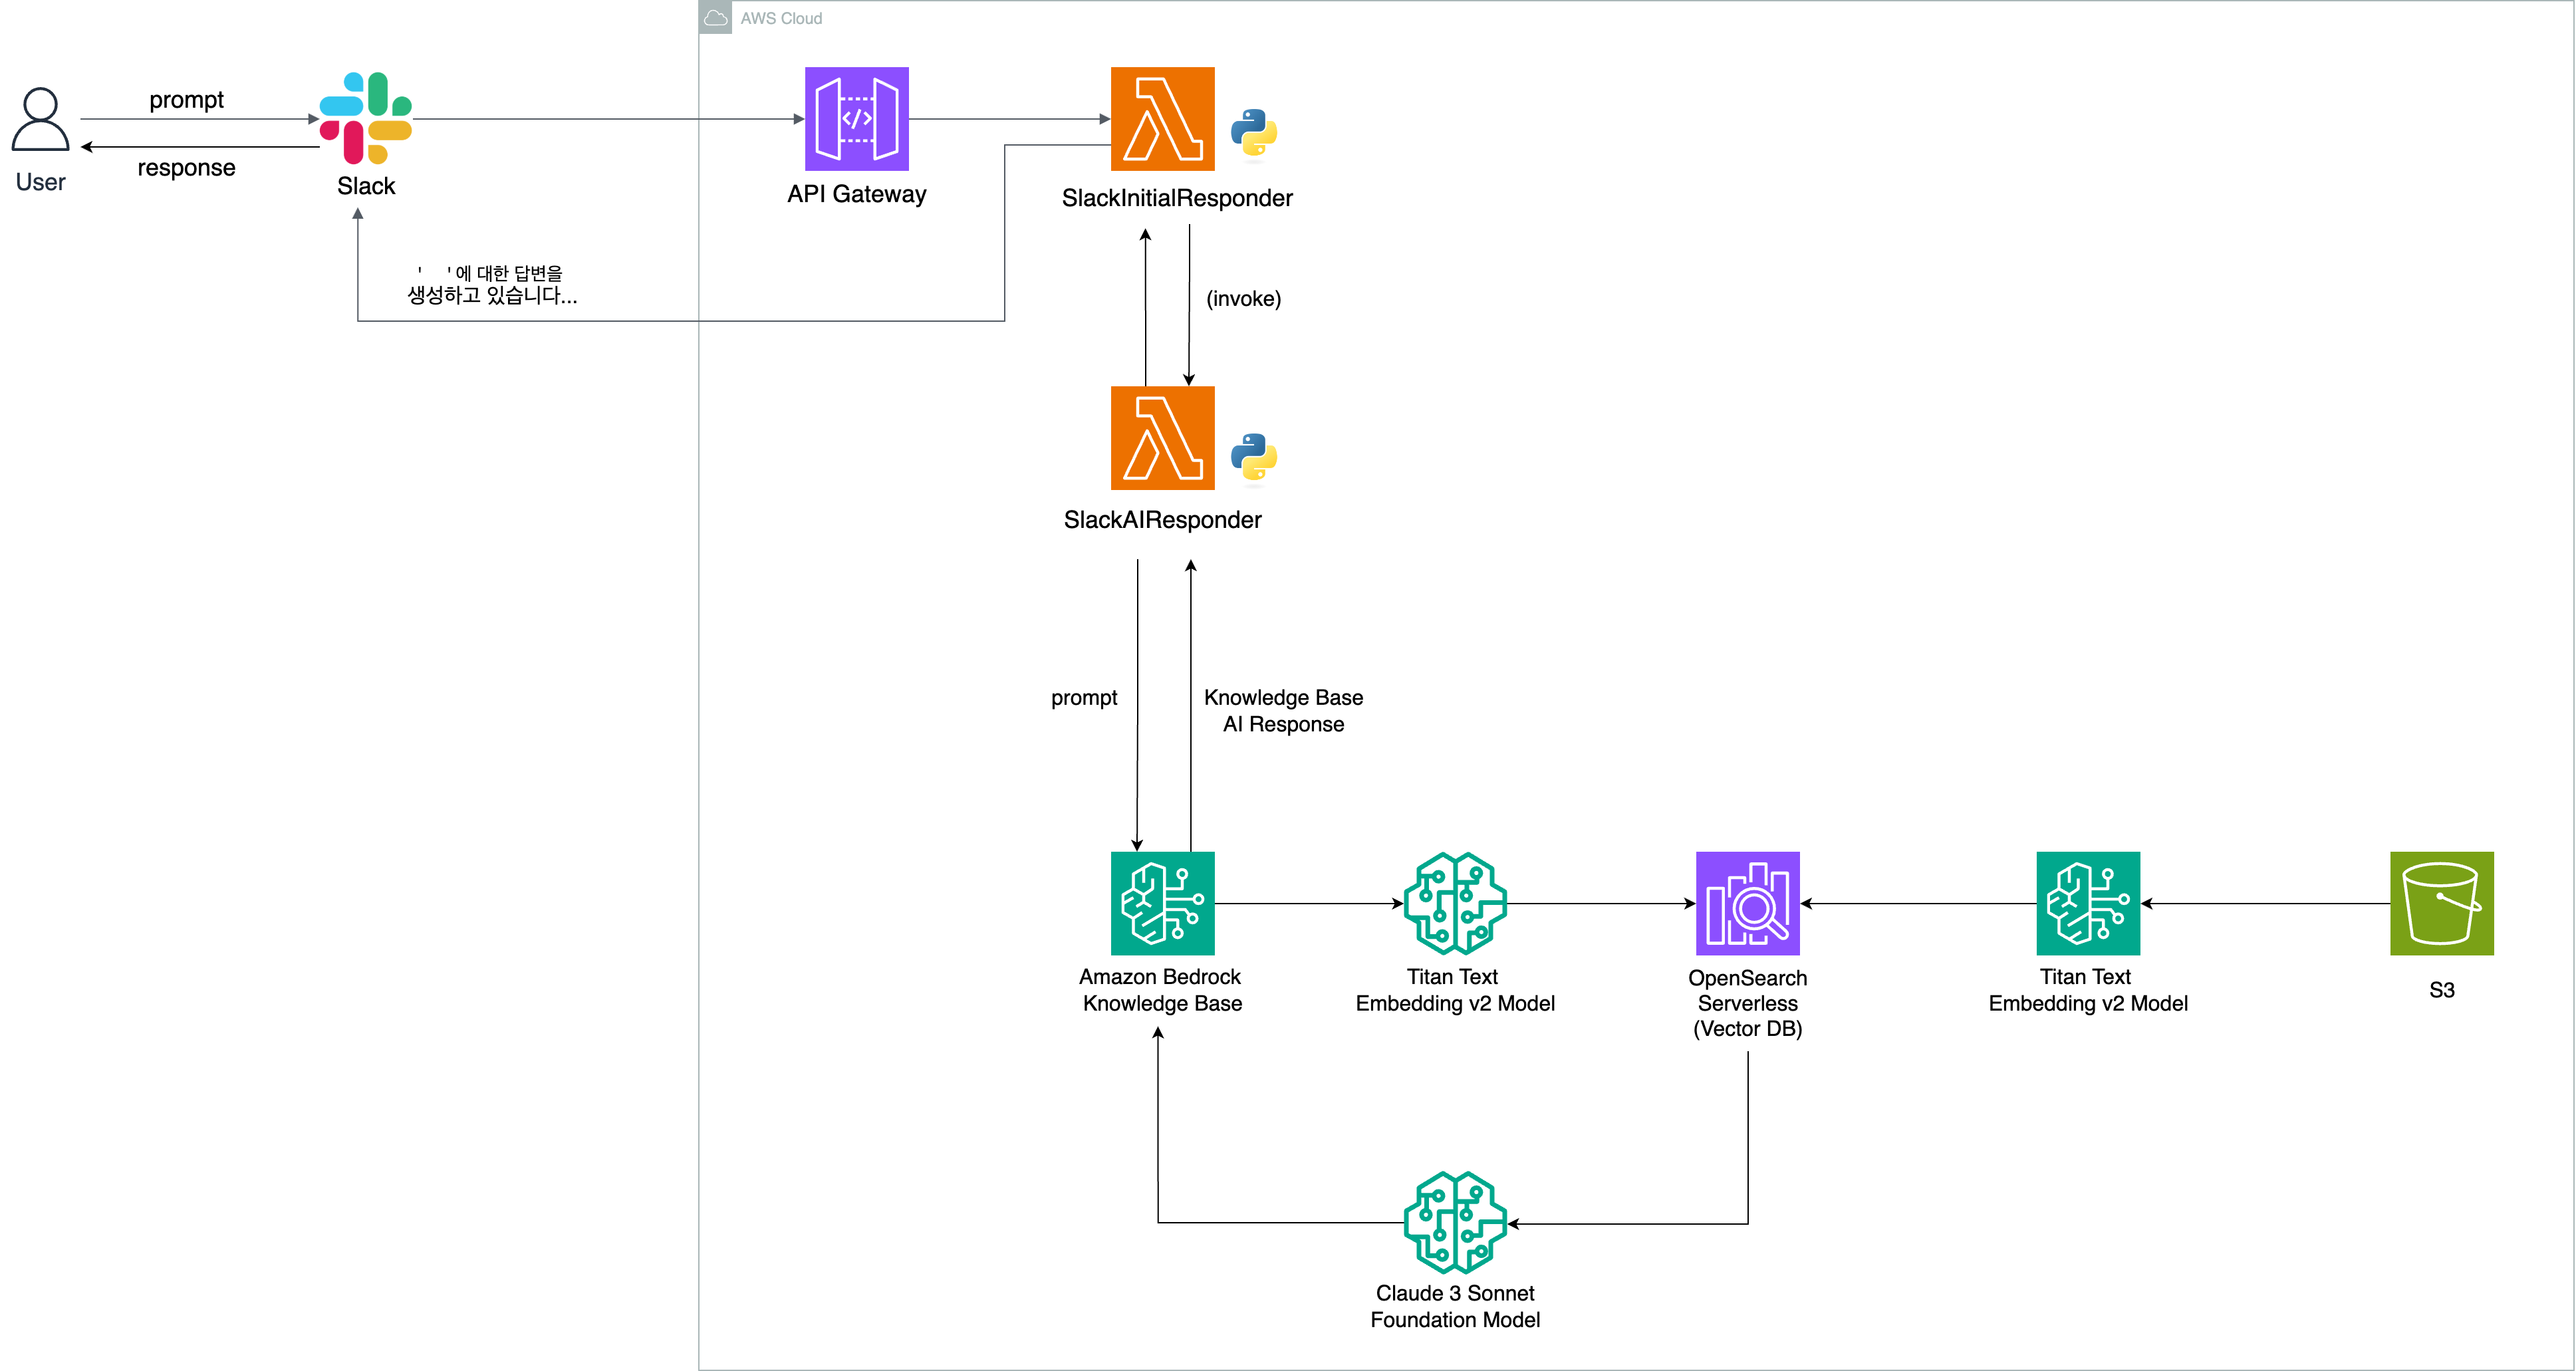 AWS Cloud
prompt
response
User
Slack
API Gateway
SlackInitialResponder
' '에 대한 답변을
생성하고 있습니다...
(invoke)
SlackAIResponder
prompt
Knowledge Base
AI Response
Amazon Bedrock
Knowledge Base
Titan Text
Embedding v2 Model
OpenSearch
Serverless
(Vector DB)
Titan Text
Embedding v2 Model
S3
Claude 3 Sonnet
Foundation Model